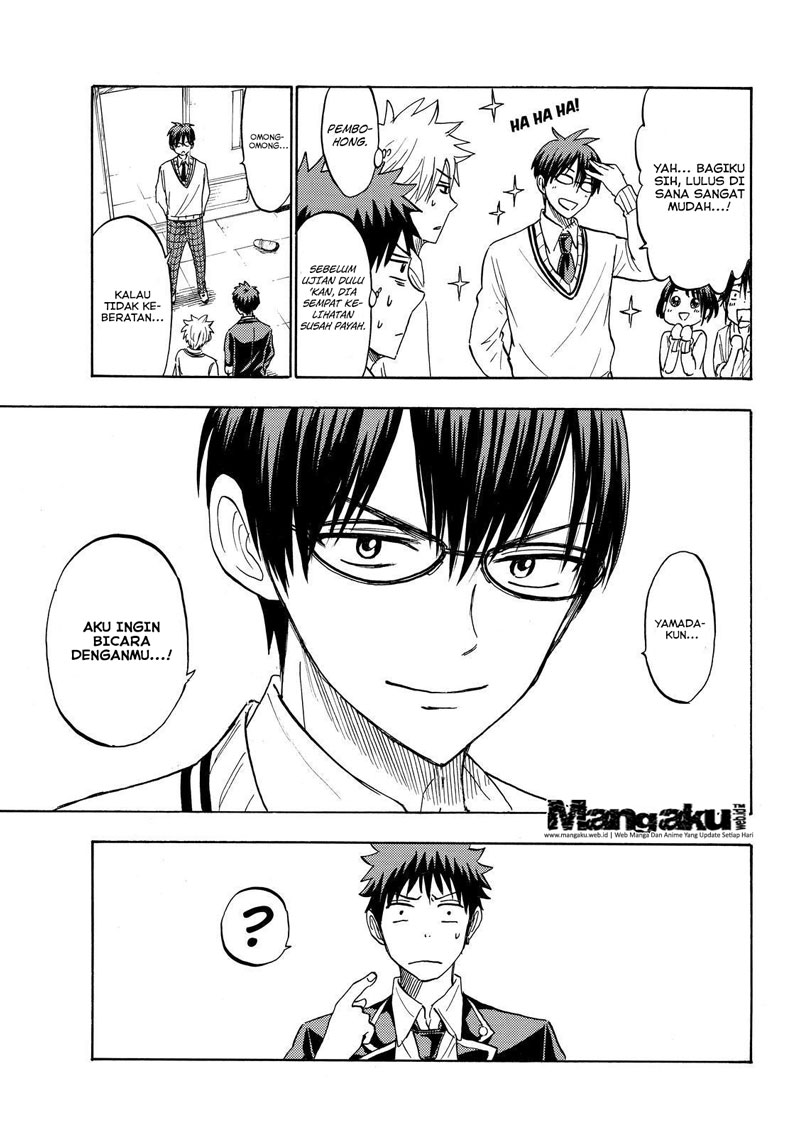 YAH... BAGIKU
SIH, LULUS DI
SANA SANGAT
MUDAH...!
HA HA HA!
PEMBO-
HONG.
SEBELUM
UJIAN DULU
'KAN, DIA
SEMPAT KE-
LIHATAN
SUSAH PAYAH.
OMONG-
OMONG...
KALAU
TIDAK KE-
BERATAN...
YAMADA-
KUN...
AKU INGIN
BICARA
DENGANMU...!
Mangaku
web.id
www.mangaku.web.id | Web Manga Dan Anime Yang Update Setiap Hari
?